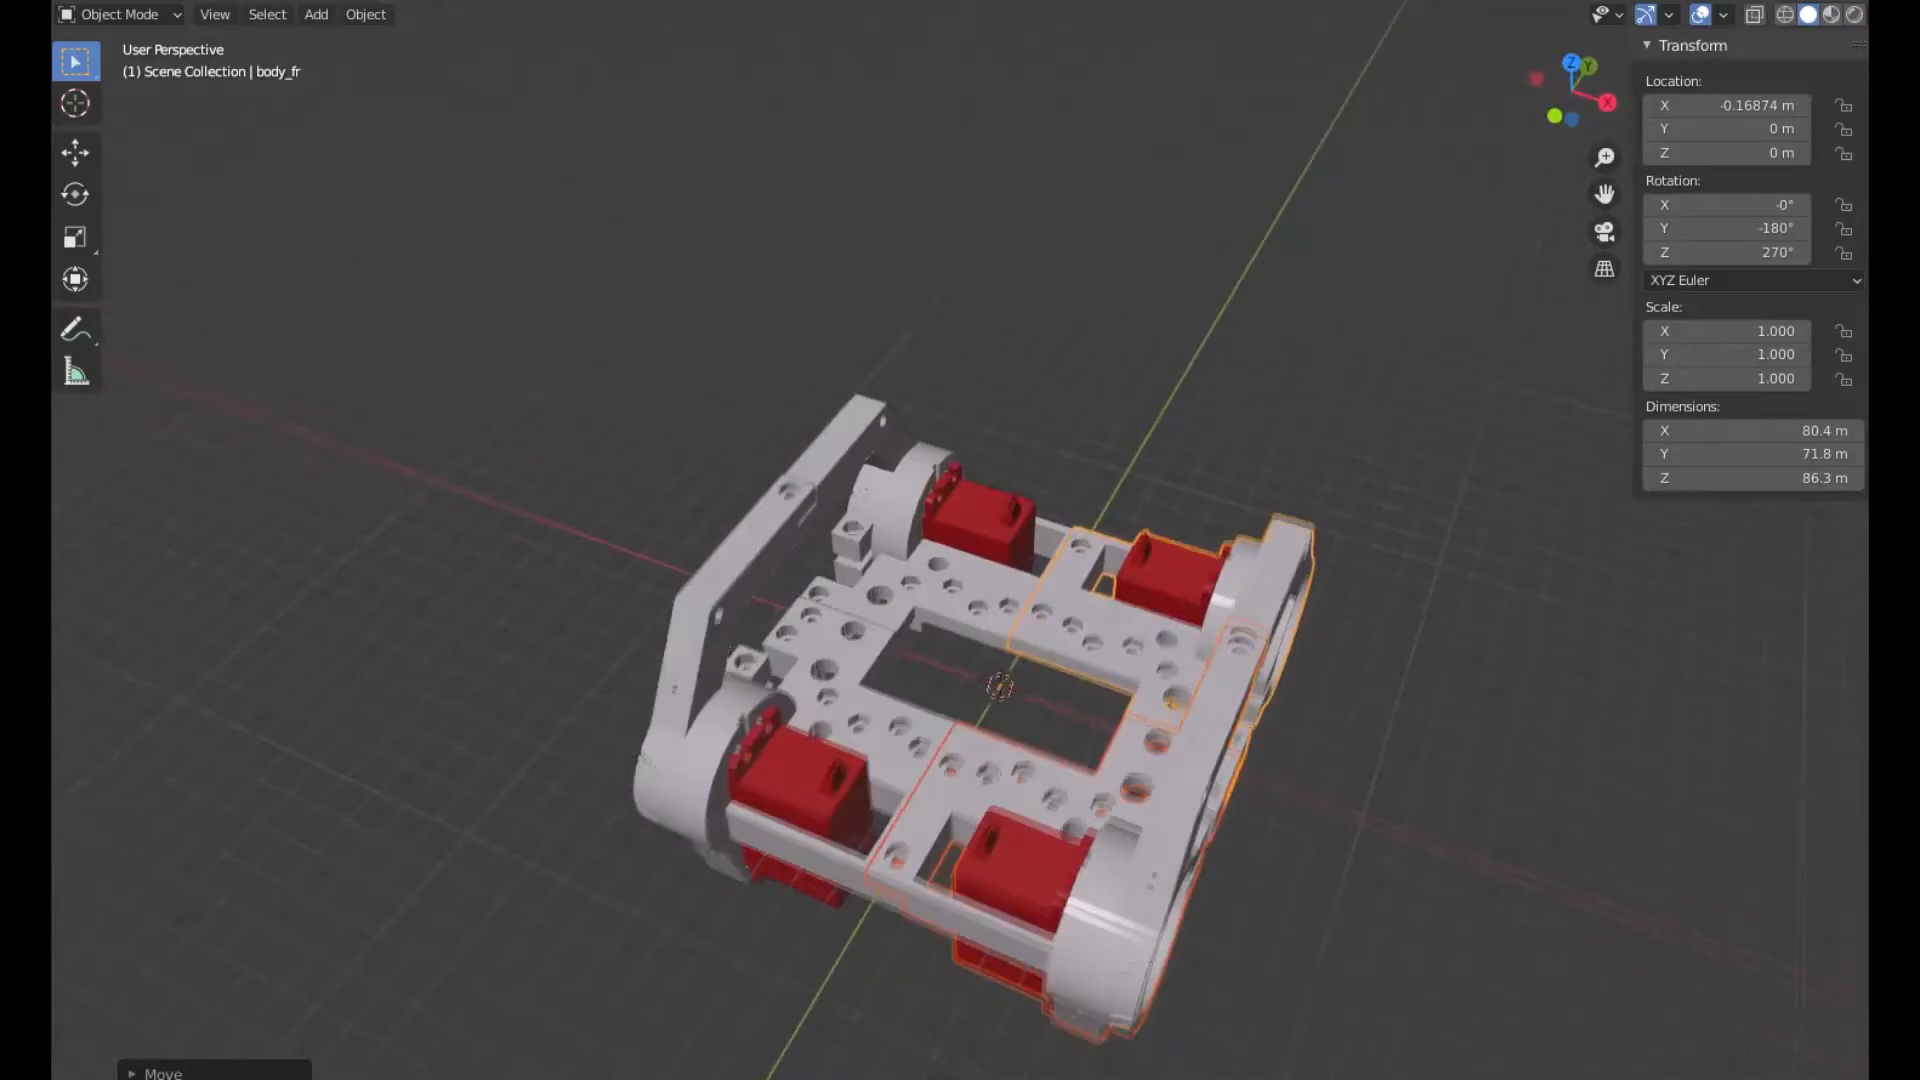 Object Mode View Select Add Object
User Perspective
(1) Scene Collection | body_fr
Transform
Location:
X -0.16874 m
Y 0 m
Z 0 m
Rotation:
X -0°
Y -180°
Z 270°
XYZ Euler
Scale:
X 1.000
Y 1.000
Z 1.000
Dimensions:
X 80.4 m
Y 71.8 m
Z 86.3 m
Z
Y
X
Move